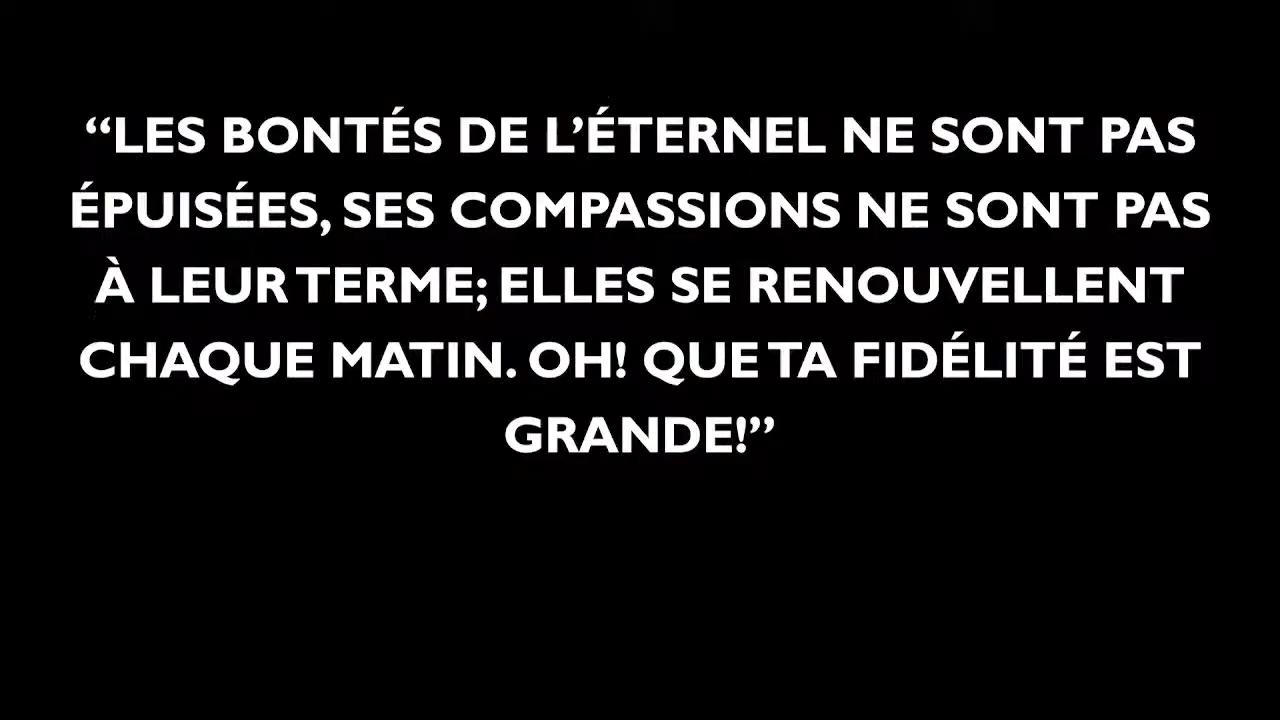 “LES BONTÉS DE L’ÉTERNEL NE SONT PAS
ÉPUISÉES, SES COMPASSIONS NE SONT PAS
À LEUR TERME; ELLES SE RENOUVELLENT
CHAQUE MATIN. OH! QUE TA FIDÉLITÉ EST
GRANDE!”